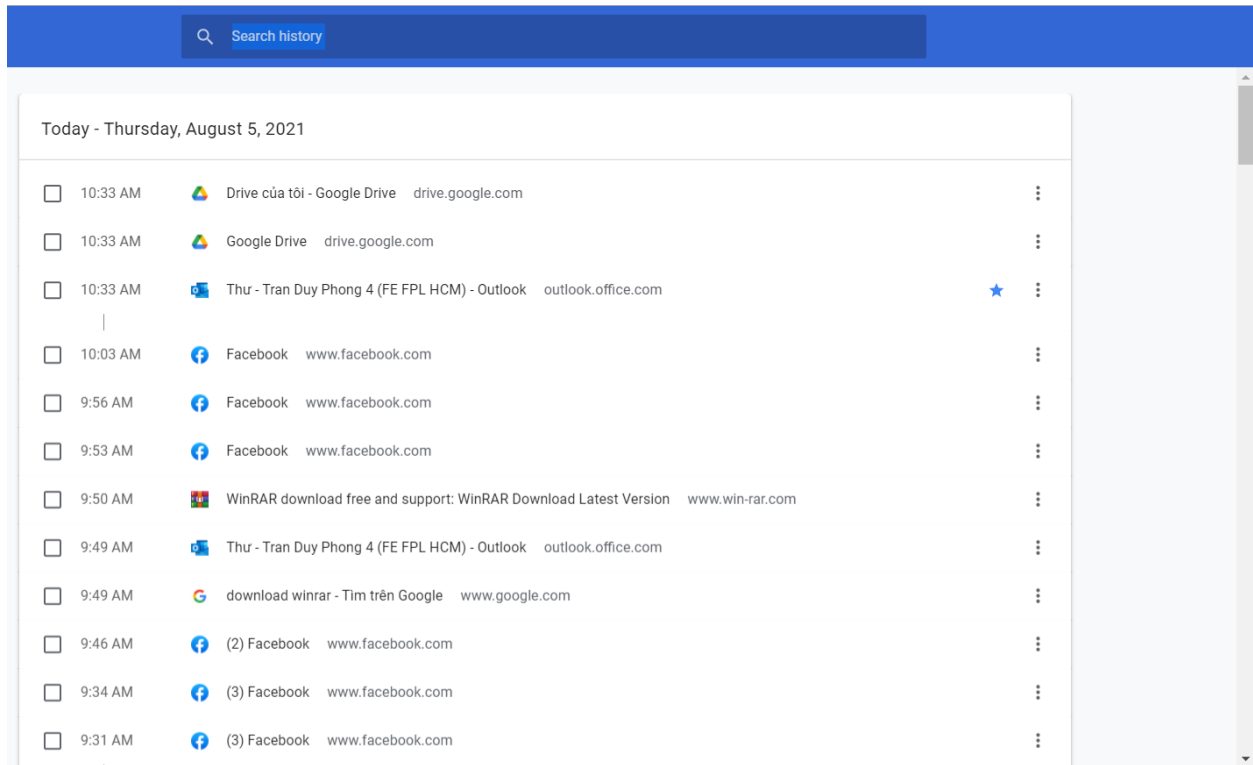 Search history
Today - Thursday, August 5, 2021
10:33 AM Drive của tôi - Google Drive drive.google.com
10:33 AM Google Drive drive.google.com
10:33 AM Thư - Tran Duy Phong 4 (FE FPL HCM) - Outlook outlook.office.com
10:03 AM Facebook www.facebook.com
9:56 AM Facebook www.facebook.com
9:53 AM Facebook www.facebook.com
9:50 AM WinRAR download free and support: WinRAR Download Latest Version www.win-rar.com
9:49 AM Thư - Tran Duy Phong 4 (FE FPL HCM) - Outlook outlook.office.com
9:49 AM download winrar - Tìm trên Google www.google.com
9:46 AM (2) Facebook www.facebook.com
9:34 AM (3) Facebook www.facebook.com
9:31 AM (3) Facebook www.facebook.com